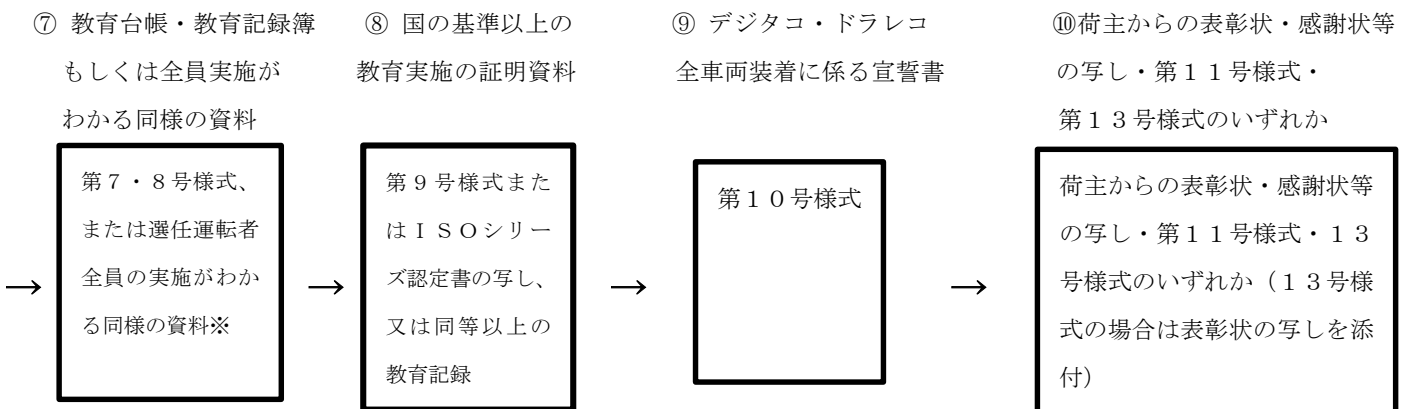 ⑦ 教育台帳・教育記録簿
もしくは全員実施が
わかる同様の資料
⑧ 国の基準以上の
教育実施の証明資料
⑨ デジタコ・ドラレコ
全車両装着に係る宣誓書
⑩荷主からの表彰状・感謝状等
の写し・第１１号様式・
第１３号様式のいずれか
→
第７・８号様式、
または選任運転者
全員の実施がわか
る同様の資料※
→
第９号様式また
はＩＳＯシリー
ズ認定書の写し、
又は同等以上の
教育記録
→
第１０号様式
→
荷主からの表彰状・感謝状等
の写し・第１１号様式・１３
号様式のいずれか（１３号様
式の場合は表彰状の写しを添
付）